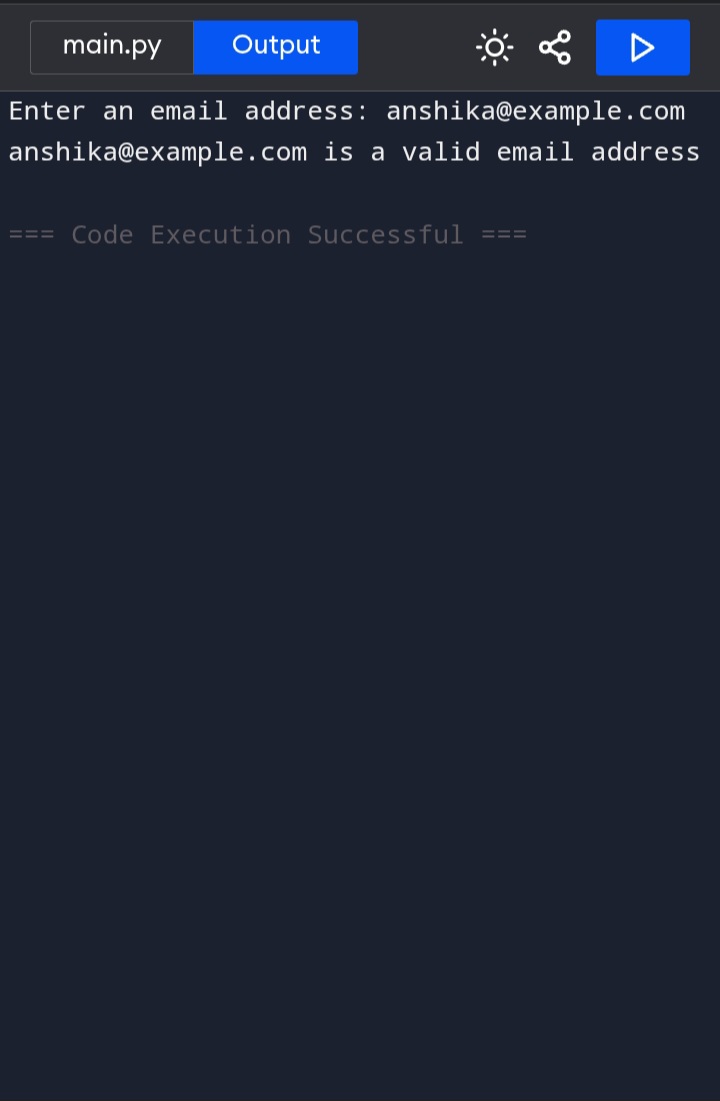 main.py Output
Enter an email address: anshika@example.com
anshika@example.com is a valid email address
=== Code Execution Successful ===